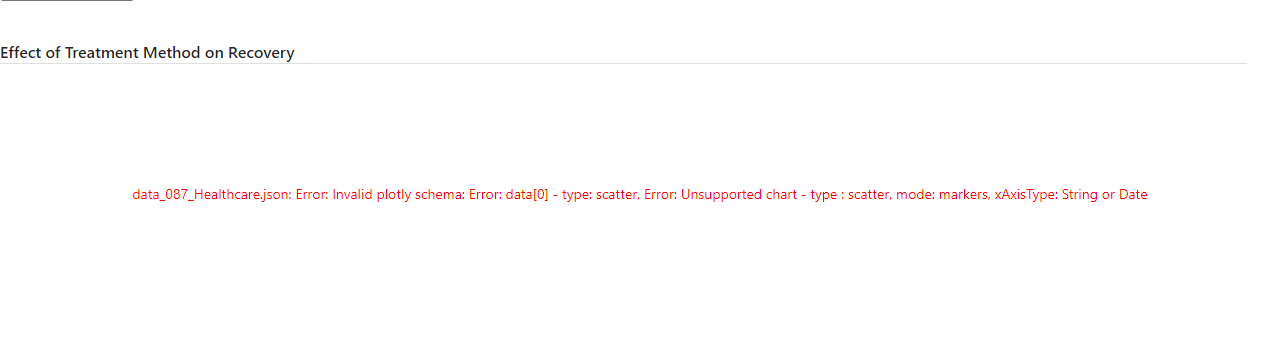 Effect of Treatment Method on Recovery
data_087_Healthcare.json: Error: Invalid plotly schema: Error: data[0] - type: scatter, Error: Unsupported chart - type : scatter, mode: markers, xAxisType: String or Date